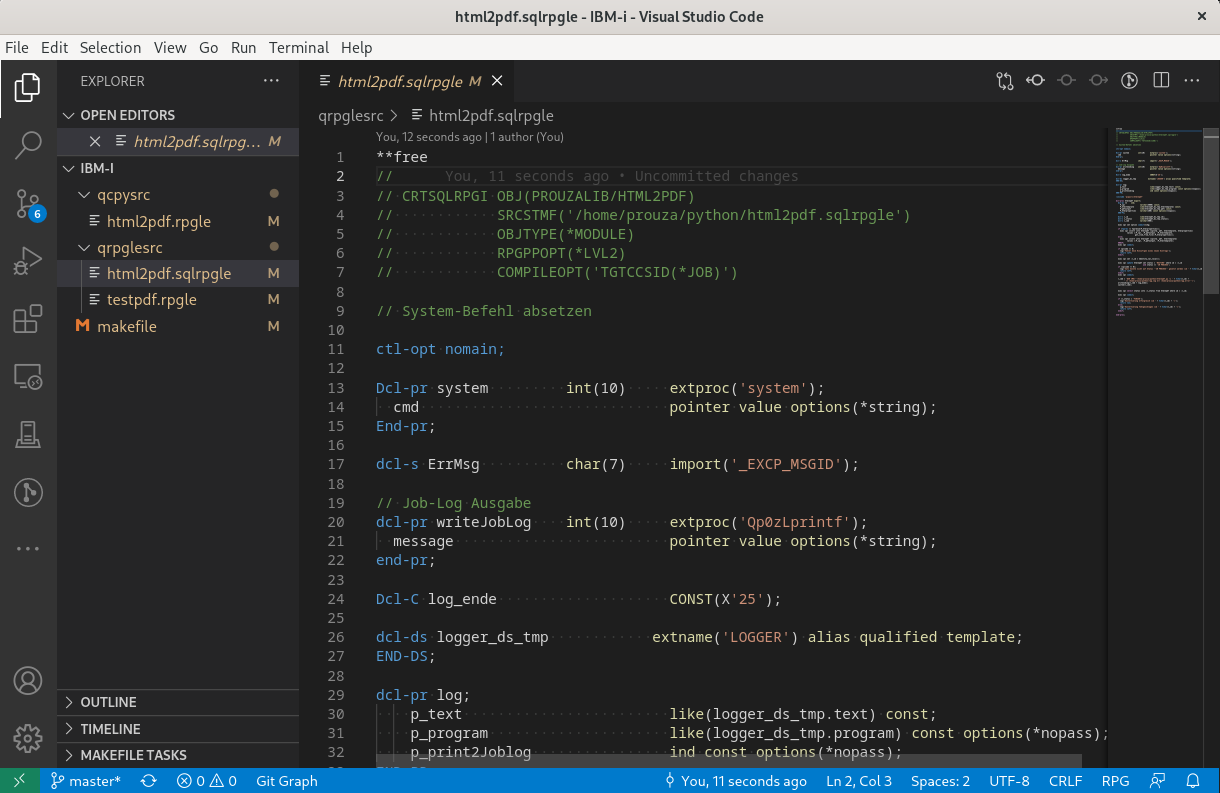 html2pdf.sqlrpgle - IBM-i - Visual Studio Code
File Edit Selection View Go Run Terminal Help
EXPLORER
OPEN EDITORS
html2pdf.sqlrpg... M
IBM-I
qcpysrc
html2pdf.rpgle M
qrpglesrc
html2pdf.sqlrpgle M
testpdf.rpgle M
makefile M
OUTLINE
TIMELINE
MAKEFILE TASKS
6
html2pdf.sqlrpgle M
qrpglesrc > html2pdf.sqlrpgle
You, 12 seconds ago | 1 author (You)
1 **free
2 // You, 11 seconds ago • Uncommitted changes
3 // CRTSQLRPGI OBJ(PROUZALIB/HTML2PDF)
4 // SRCSTMF('/home/prouza/python/html2pdf.sqlrpgle')
5 // OBJTYPE(*MODULE)
6 // RPGPPOPT(*LVL2)
7 // COMPILEOPT('TGTCCSID(*JOB)')
8
9 // System-Befehl absetzen
10
11 ctl-opt nomain;
12
13 Dcl-pr system int(10) extproc('system');
14 cmd pointer value options(*string);
15 End-pr;
16
17 dcl-s ErrMsg char(7) import('_EXCP_MSGID');
18
19 // Job-Log Ausgabe
20 dcl-pr writeJobLog int(10) extproc('Qp0zLprintf');
21 message pointer value options(*string);
22 end-pr;
23
24 Dcl-C log_ende CONST(X'25');
25
26 dcl-ds logger_ds_tmp extname('LOGGER') alias qualified template;
27 END-DS;
28
29 dcl-pr log;
30 p_text like(logger_ds_tmp.text) const;
31 p_program like(logger_ds_tmp.program) const options(*nopass);
32 p_print2Joblog ind const options(*nopass);
master* 0 0 Git Graph You, 11 seconds ago Ln 2, Col 3 Spaces: 2 UTF-8 CRLF RPG